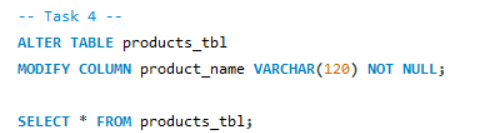 -- Task 4 --
ALTER TABLE products_tbl
MODIFY COLUMN product_name VARCHAR(120) NOT NULL;
SELECT * FROM products_tbl;